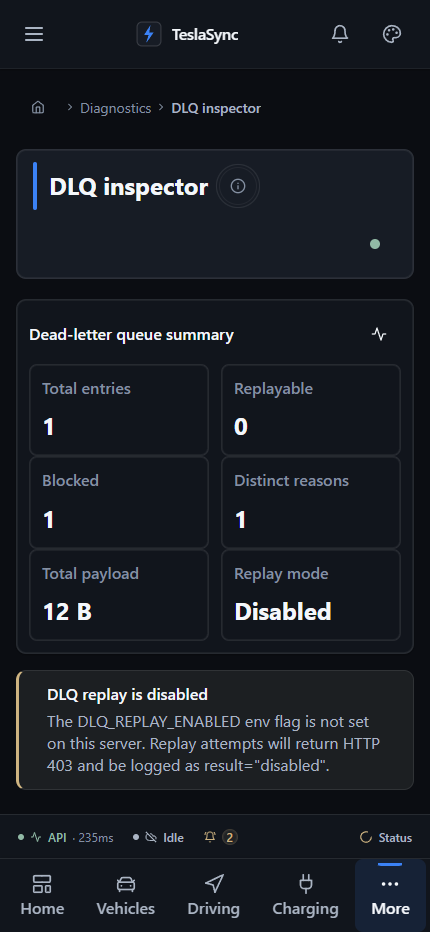 TeslaSync
Diagnostics
DLQ inspector
DLQ inspector
Dead-letter queue summary
Total entries
1
Replayable
0
Blocked
1
Distinct reasons
1
Total payload
12 B
Replay mode
Disabled
DLQ replay is disabled
The DLQ_REPLAY_ENABLED env flag is not set
on this server. Replay attempts will return HTTP
403 and be logged as result="disabled".
API · 235ms
Idle
2
Status
Home
Vehicles
Driving
Charging
More